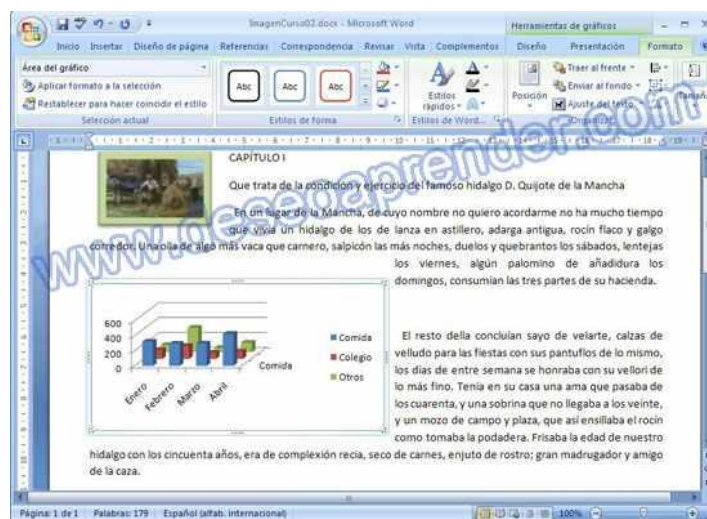 ImagenCurso02.docx - Microsoft Word
Herramientas de gráficos
Inicio Insertar Diseño de página Referencias Correspondencia Revisar Vista Complementos Diseño Presentación Formato
Área del gráfico
Aplicar formato a la selección
Restablecer para hacer coincidir el estilo
Selección actual
Abc Abc Abc
Estilos de forma
Estilos rápidos
Estilos de Word...
Posición
Traer al frente
Enviar al fondo
Ajuste del texto
Organizar
Tamaño
www.deseoaprender.com
CAPÍTULO I
Que trata de la condición y ejercicio del famoso hidalgo D. Quijote de la Mancha
En un lugar de la Mancha, de cuyo nombre no quiero acordarme no ha mucho tiempo
que vivía un hidalgo de los de lanza en astillero, adarga antigua, rocín flaco y galgo
corredor. Una olla de algo más vaca que carnero, salpicón las más noches, duelos y quebrantos los sábados, lentejas
los viernes, algún palomino de añadidura los
domingos, consumían las tres partes de su hacienda.
600
400
200
0
Enero Febrero Marzo Abril
Comida
Comida
Colegio
Otros
El resto della concluían sayo de velarte, calzas de
velludo para las fiestas con sus pantuflos de lo mismo,
los días de entre semana se honraba con su vellori de
lo más fino. Tenía en su casa una ama que pasaba de
los cuarenta, y una sobrina que no llegaba a los veinte,
y un mozo de campo y plaza, que así ensillaba el rocín
como tomaba la podadera. Frisaba la edad de nuestro
hidalgo con los cincuenta años, era de complexión recia, seco de carnes, enjuto de rostro; gran madrugador y amigo
de la caza.
Página: 1 de 1 Palabras: 179 Español (alfab. internacional) 100%